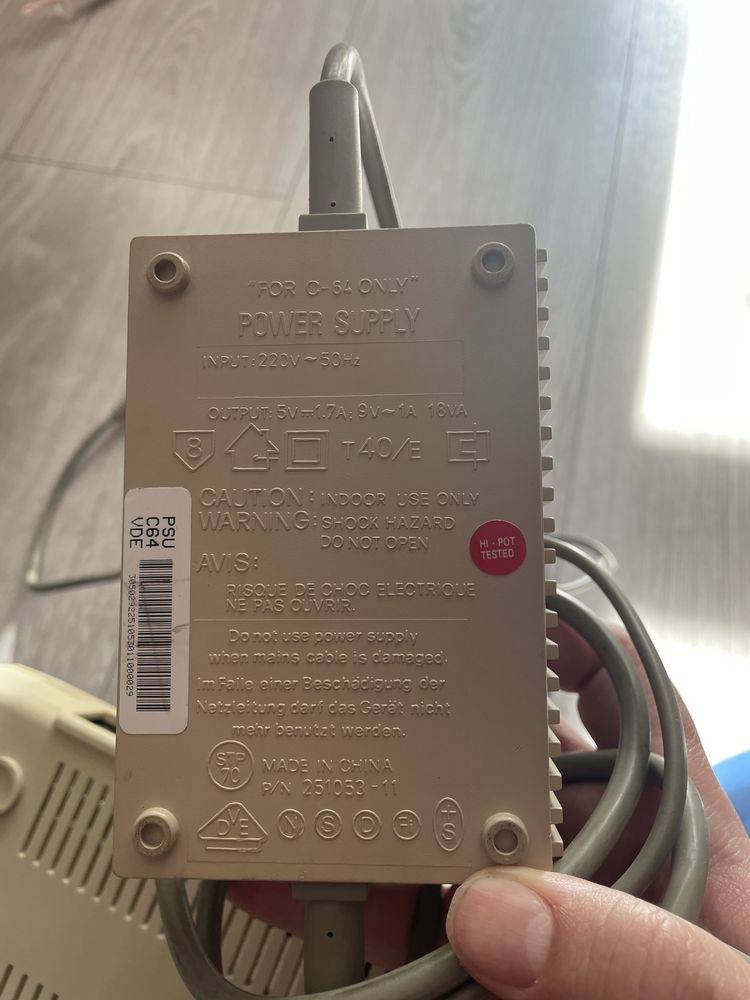 "FOR C-64 ONLY"
POWER SUPPLY
INPUT: 220V ~ 50Hz
OUTPUT: 5V⎓1.7A; 9V~1A 18VA
8
T40/E
CAUTION: INDOOR USE ONLY
WARNING: SHOCK HAZARD
DO NOT OPEN
HI - POT
TESTED
AVIS:
RISQUE DE CHOC ELECTRIQUE
NE PAS OUVRIR.
PSU
C64
VDE
30502922510530110000029
Do not use power supply
when mains cable is damaged.
Im Falle einer Beschädigung der
Netzleitung darf das Gerät nicht
mehr benutzt werden.
STP
70
MADE IN CHINA
P/N 251053-11
DVE
N
S
D
Fi
+S